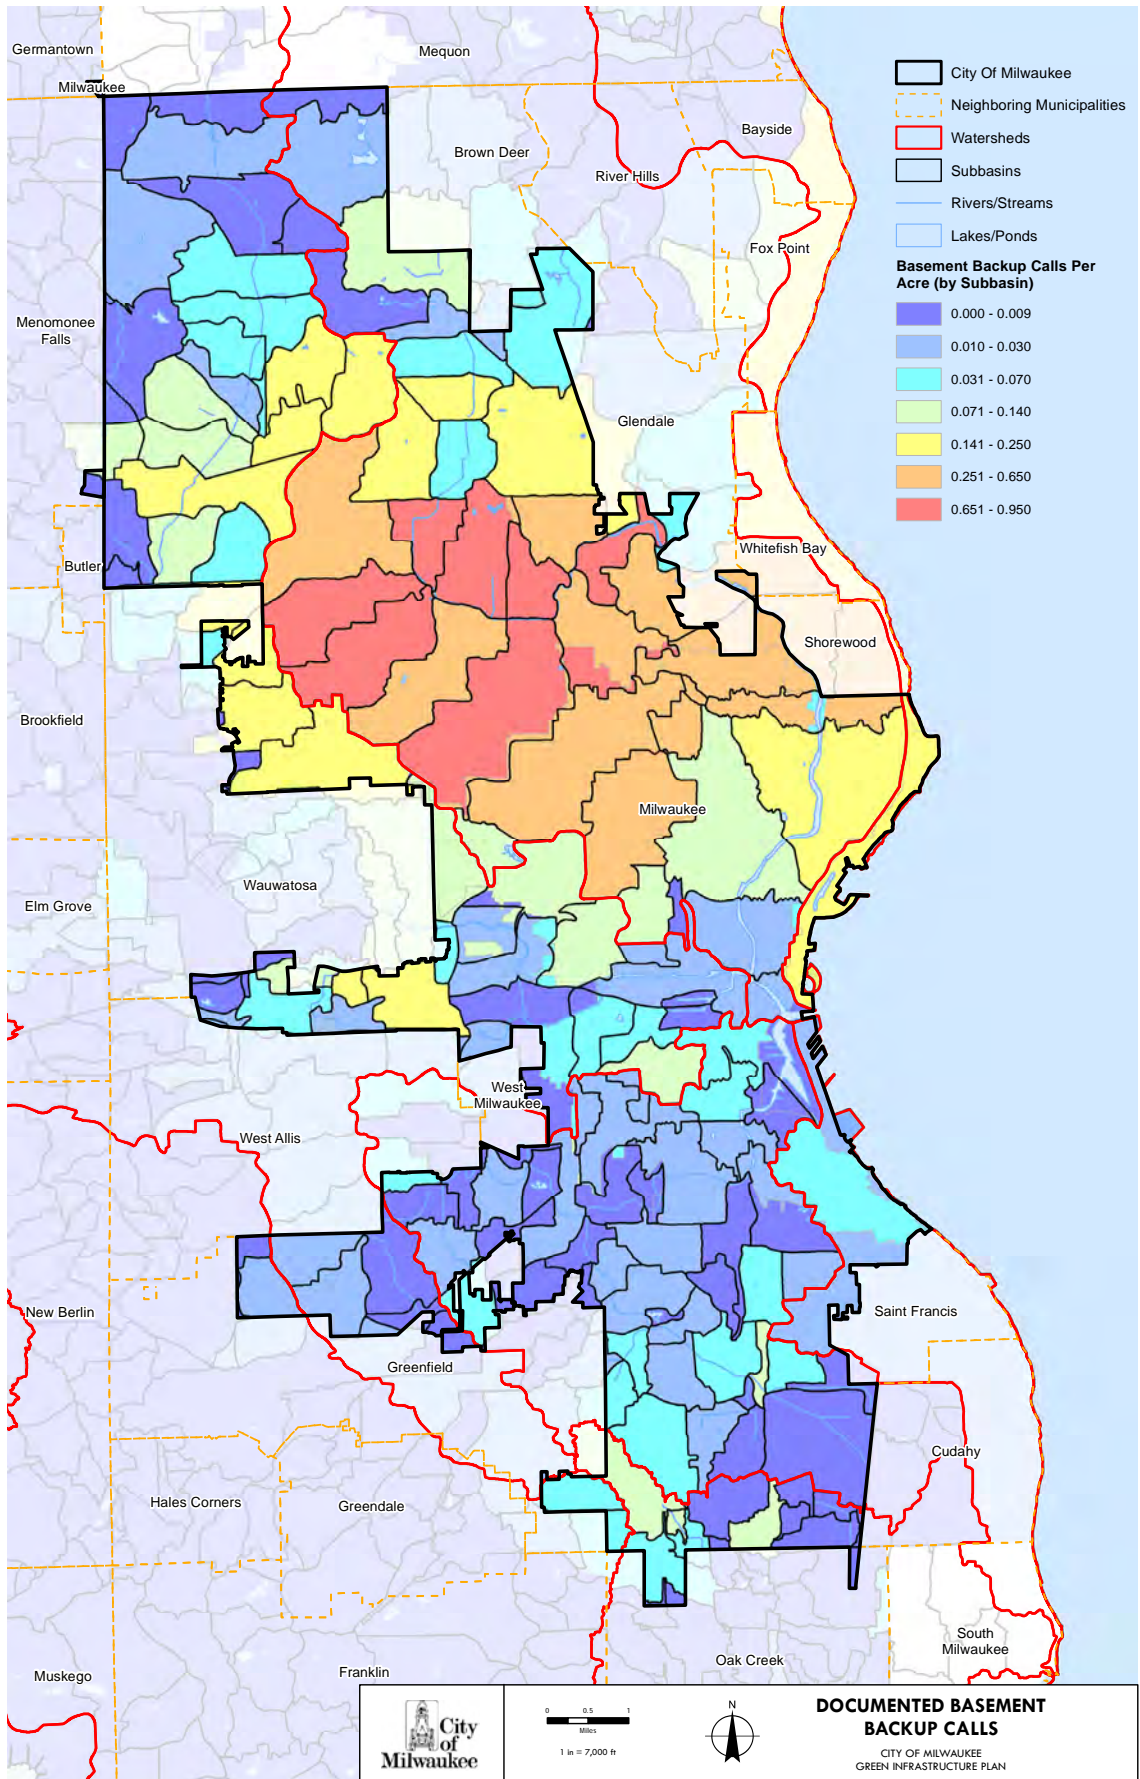 Germantown
Mequon
Milwaukee
Bayside
Brown Deer
River Hills
Fox Point
Menomonee
Falls
Glendale
Butler
Whitefish Bay
Shorewood
Brookfield
Milwaukee
Wauwatosa
Elm Grove
West
Milwaukee
West Allis
New Berlin
Saint Francis
Greenfield
Cudahy
Hales Corners
Greendale
South
Milwaukee
Oak Creek
Muskego
Franklin
City Of Milwaukee
Neighboring Municipalities
Watersheds
Subbasins
Rivers/Streams
Lakes/Ponds
Basement Backup Calls Per
Acre (by Subbasin)
0.000 - 0.009
0.010 - 0.030
0.031 - 0.070
0.071 - 0.140
0.141 - 0.250
0.251 - 0.650
0.651 - 0.950
City
of
Milwaukee
0 0.5 1
Miles
1 in = 7,000 ft
N
DOCUMENTED BASEMENT
BACKUP CALLS
CITY OF MILWAUKEE
GREEN INFRASTRUCTURE PLAN